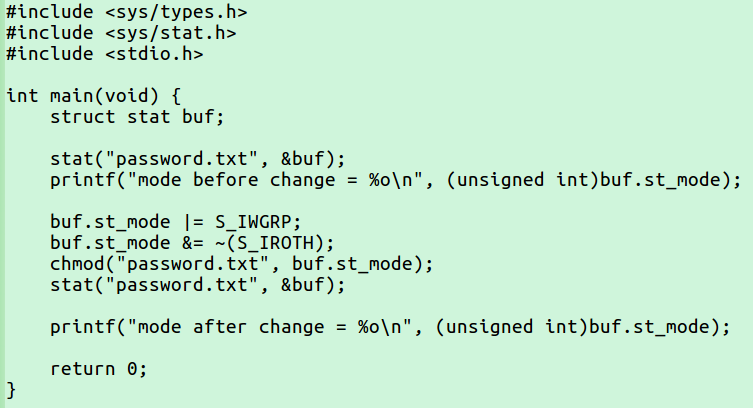 #include <sys/types.h>
#include <sys/stat.h>
#include <stdio.h>

int main(void) {
    struct stat buf;

    stat("password.txt", &buf);
    printf("mode before change = %o\n", (unsigned int)buf.st_mode);

    buf.st_mode |= S_IWGRP;
    buf.st_mode &= ~(S_IROTH);
    chmod("password.txt", buf.st_mode);
    stat("password.txt", &buf);

    printf("mode after change = %o\n", (unsigned int)buf.st_mode);

    return 0;
}